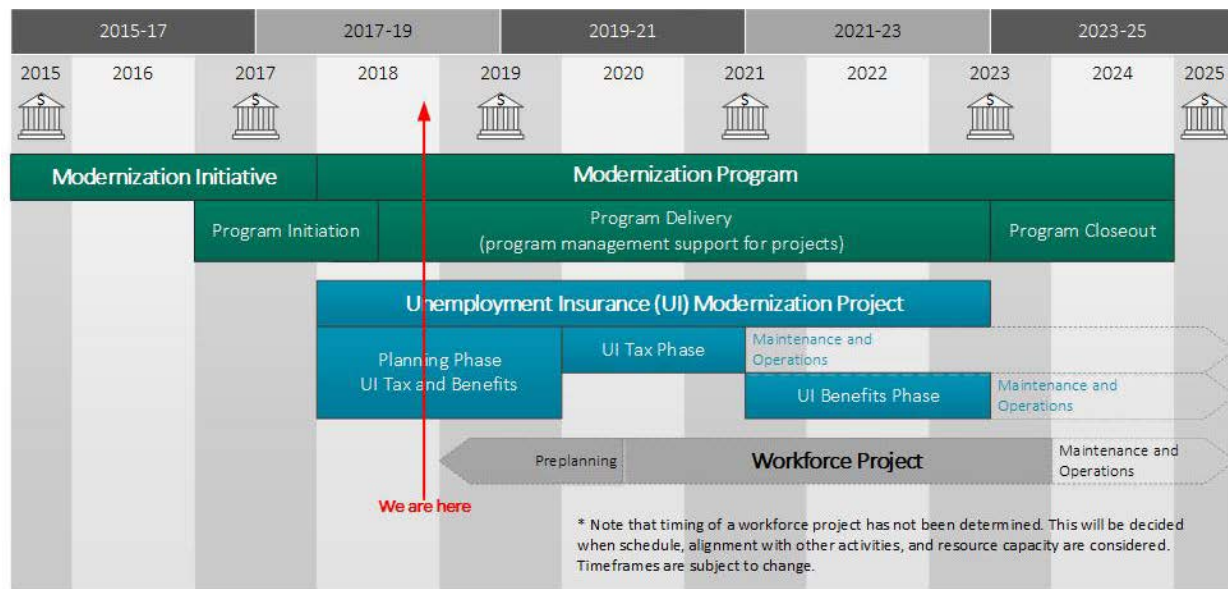 2015-17 2017-19 2019-21 2021-23 2023-25
2015 2016 2017 2018 2019 2020 2021 2022 2023 2024 2025
$ $ $ $ $ $
Modernization Initiative Modernization Program
Program Initiation
Program Delivery
(program management support for projects)
Program Closeout
Unemployment Insurance (UI) Modernization Project
Planning Phase
UI Tax and Benefits
UI Tax Phase
Maintenance and
Operations
UI Benefits Phase
Maintenance and
Operations
Preplanning
Workforce Project
Maintenance and
Operations
We are here
* Note that timing of a workforce project has not been determined. This will be decided
when schedule, alignment with other activities, and resource capacity are considered.
Timeframes are subject to change.